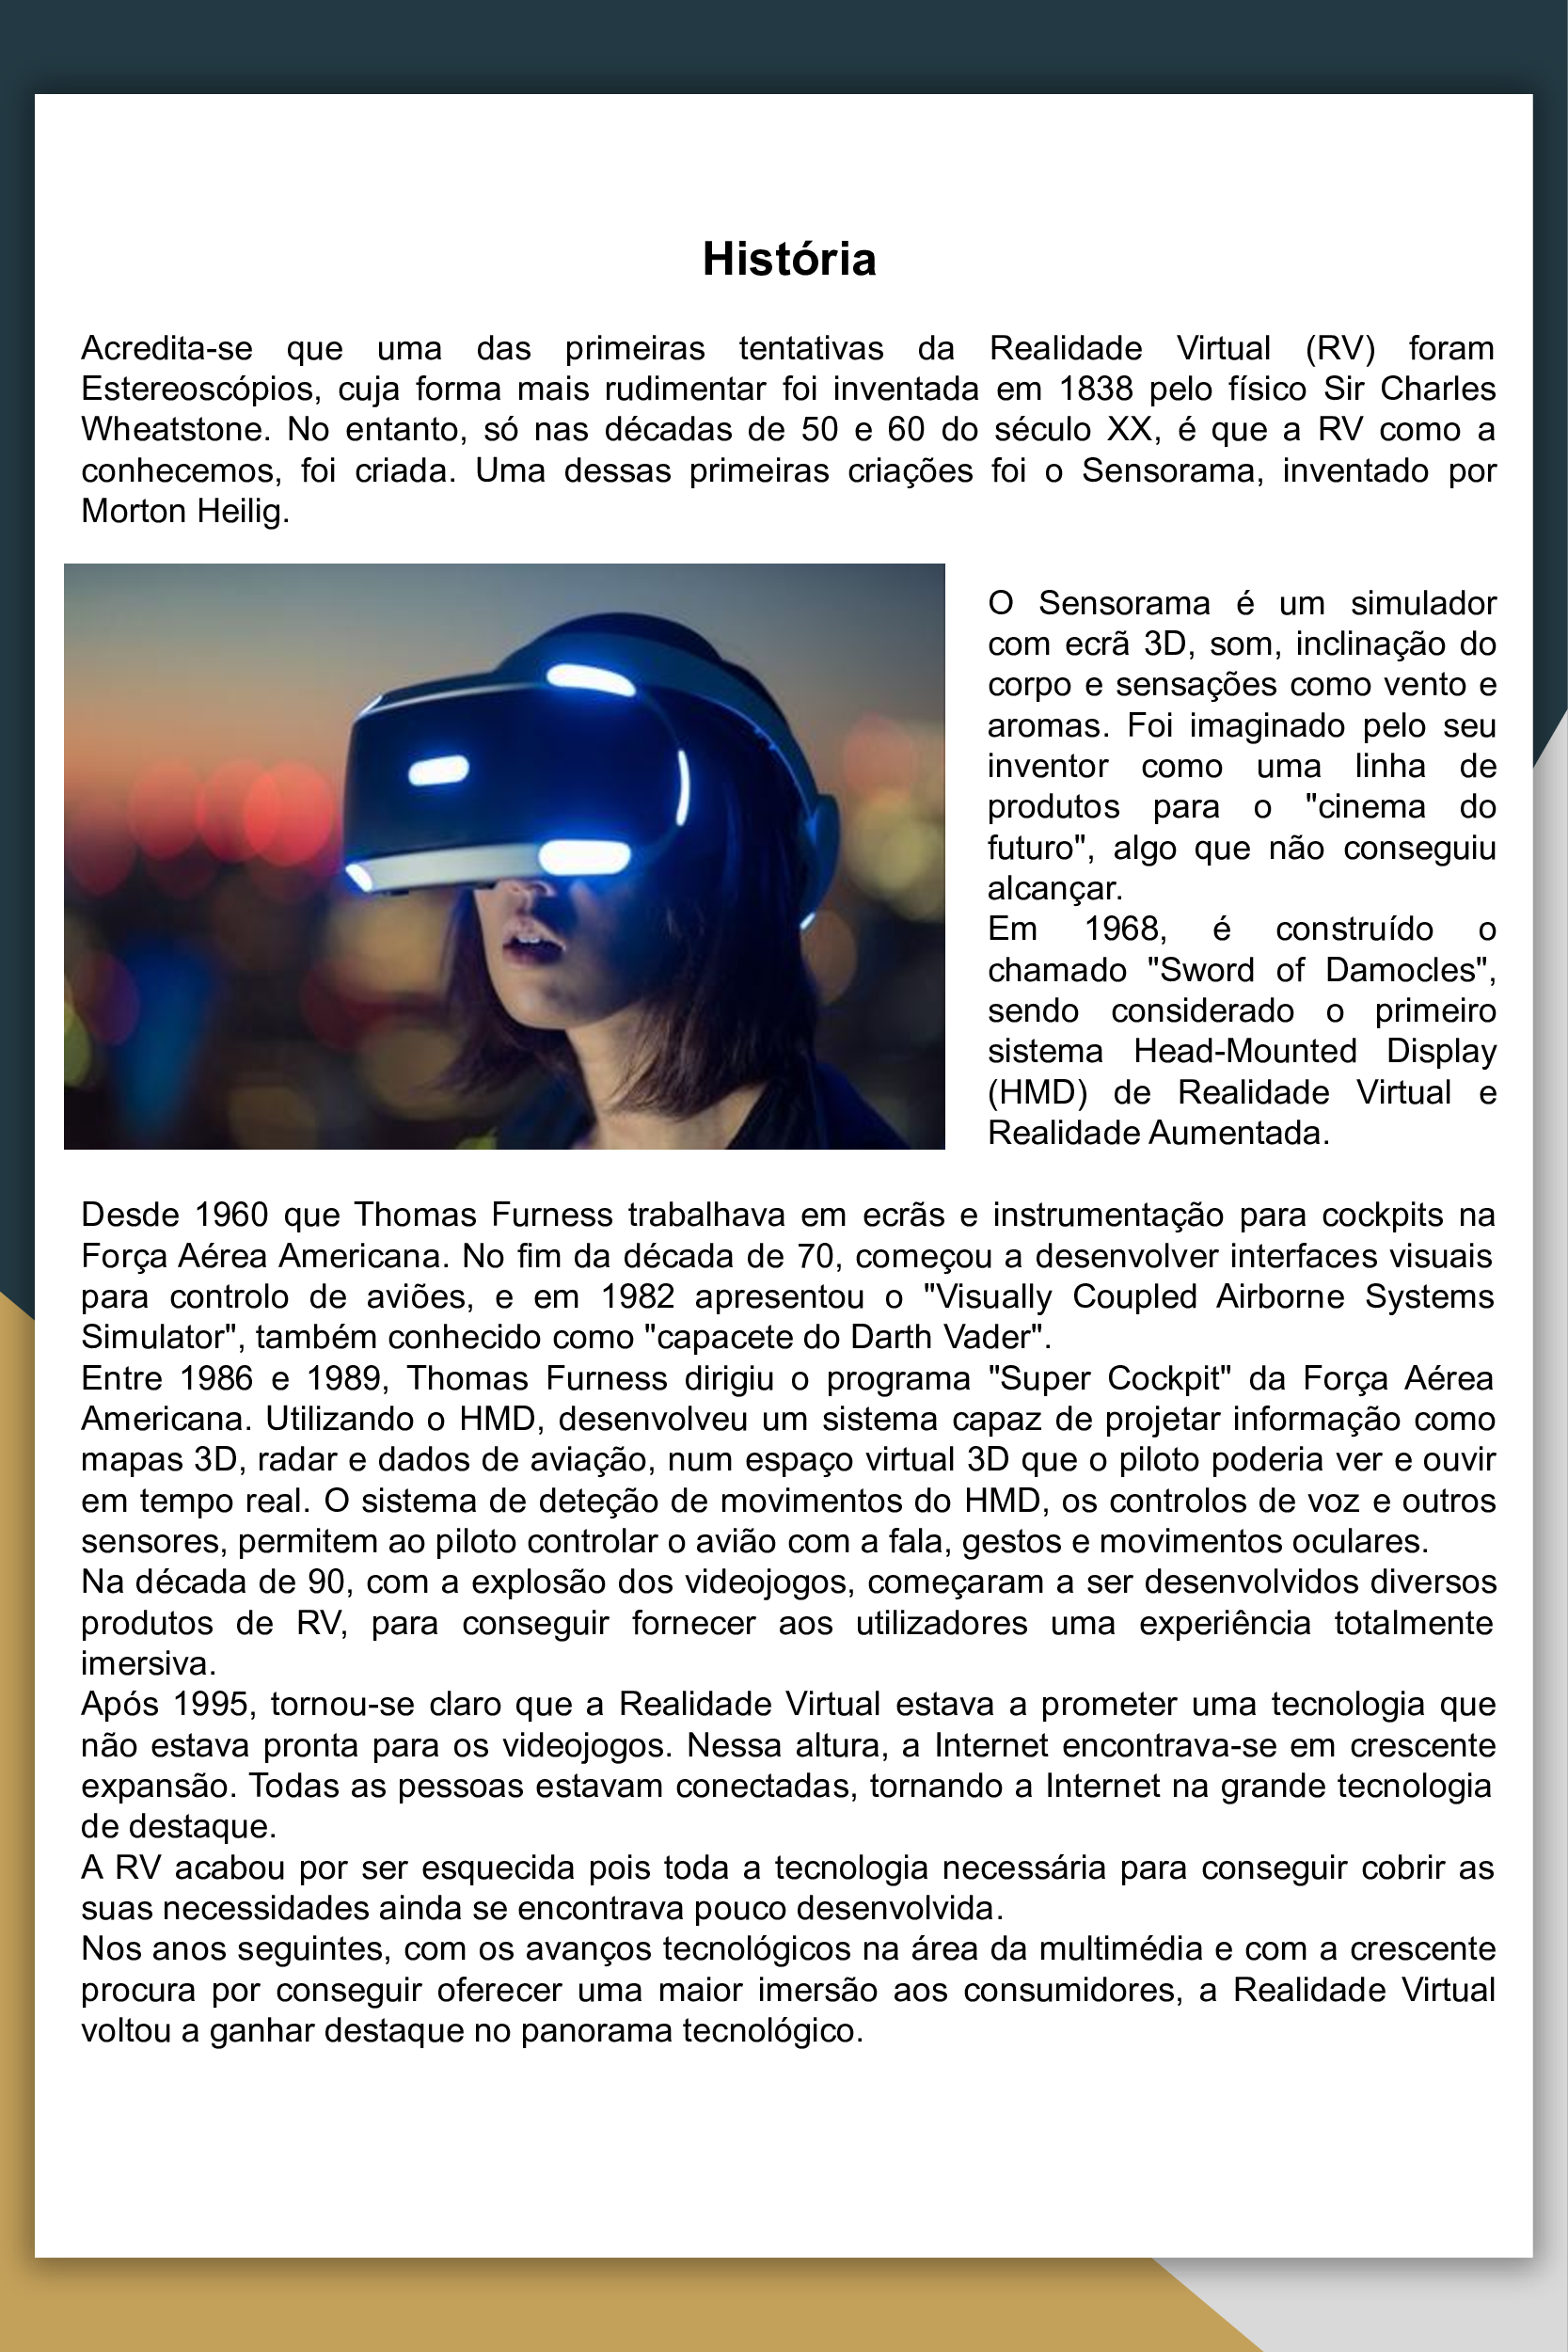 História
Acredita-se que uma das primeiras tentativas da Realidade Virtual (RV) foram
Estereoscópios, cuja forma mais rudimentar foi inventada em 1838 pelo físico Sir Charles
Wheatstone. No entanto, só nas décadas de 50 e 60 do século XX, é que a RV como a
conhecemos, foi criada. Uma dessas primeiras criações foi o Sensorama, inventado por
Morton Heilig.
O Sensorama é um simulador
com ecrã 3D, som, inclinação do
corpo e sensações como vento e
aromas. Foi imaginado pelo seu
inventor como uma linha de
produtos para o "cinema do
futuro", algo que não conseguiu
alcançar.
Em 1968, é construído o
chamado "Sword of Damocles",
sendo considerado o primeiro
sistema Head-Mounted Display
(HMD) de Realidade Virtual e
Realidade Aumentada.
Desde 1960 que Thomas Furness trabalhava em ecrãs e instrumentação para cockpits na
Força Aérea Americana. No fim da década de 70, começou a desenvolver interfaces visuais
para controlo de aviões, e em 1982 apresentou o "Visually Coupled Airborne Systems
Simulator", também conhecido como "capacete do Darth Vader".
Entre 1986 e 1989, Thomas Furness dirigiu o programa "Super Cockpit" da Força Aérea
Americana. Utilizando o HMD, desenvolveu um sistema capaz de projetar informação como
mapas 3D, radar e dados de aviação, num espaço virtual 3D que o piloto poderia ver e ouvir
em tempo real. O sistema de deteção de movimentos do HMD, os controlos de voz e outros
sensores, permitem ao piloto controlar o avião com a fala, gestos e movimentos oculares.
Na década de 90, com a explosão dos videojogos, começaram a ser desenvolvidos diversos
produtos de RV, para conseguir fornecer aos utilizadores uma experiência totalmente
imersiva.
Após 1995, tornou-se claro que a Realidade Virtual estava a prometer uma tecnologia que
não estava pronta para os videojogos. Nessa altura, a Internet encontrava-se em crescente
expansão. Todas as pessoas estavam conectadas, tornando a Internet na grande tecnologia
de destaque.
A RV acabou por ser esquecida pois toda a tecnologia necessária para conseguir cobrir as
suas necessidades ainda se encontrava pouco desenvolvida.
Nos anos seguintes, com os avanços tecnológicos na área da multimédia e com a crescente
procura por conseguir oferecer uma maior imersão aos consumidores, a Realidade Virtual
voltou a ganhar destaque no panorama tecnológico.